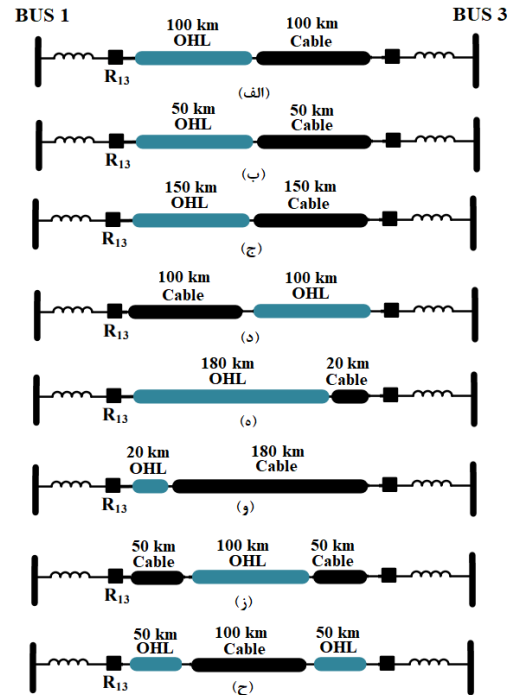 BUS 1 BUS 3
100 km 100 km
OHL Cable
R13
(الف)
50 km 50 km
OHL Cable
R13
(ب)
150 km 150 km
OHL Cable
R13
(ج)
100 km 100 km
Cable OHL
R13
(د)
180 km 20 km
OHL Cable
R13
(ه)
20 km 180 km
OHL Cable
R13
(و)
50 km 100 km 50 km
Cable OHL Cable
R13
(ز)
50 km 100 km 50 km
OHL Cable OHL
R13
(ح)